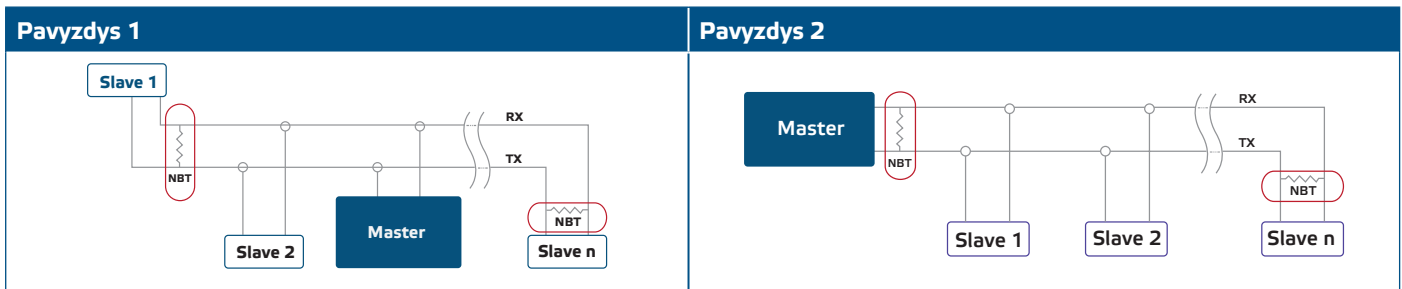 Pavyzdys 1
Slave 1
RX
TX
NBT
NBT
Master
Slave 2
Slave n
Pavyzdys 2
RX
Master
TX
NBT
NBT
Slave 1
Slave 2
Slave n